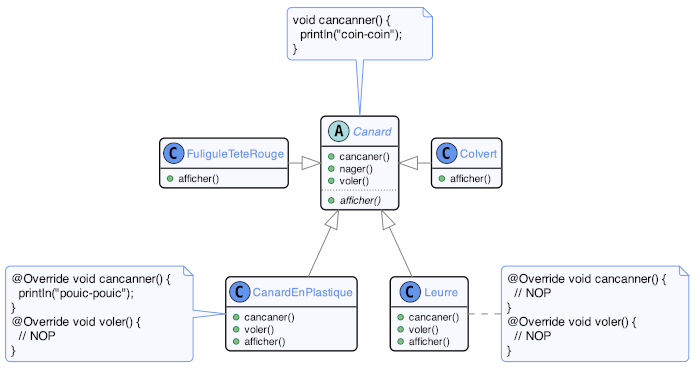 void cancanner() {
println("coin-coin");
}
A Canard
cancaner()
nager()
voler()
afficher()
C FuliguleTeteRouge
afficher()
C Colvert
afficher()
@Override void cancanner() {
println("pouic-pouic");
}
@Override void voler() {
// NOP
}
C CanardEnPlastique
cancaner()
voler()
afficher()
C Leurre
cancaner()
voler()
afficher()
@Override void cancanner() {
// NOP
}
@Override void voler() {
// NOP
}